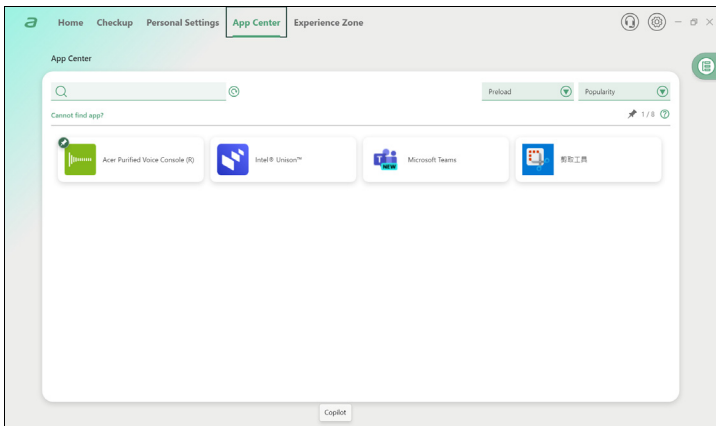 a Home Checkup Personal Settings App Center Experience Zone
App Center
Preload Popularity
Cannot find app? 1 / 8
Acer Purified Voice Console (R) Intel® Unison™ Microsoft Teams 剪取工具
NEW
Copilot